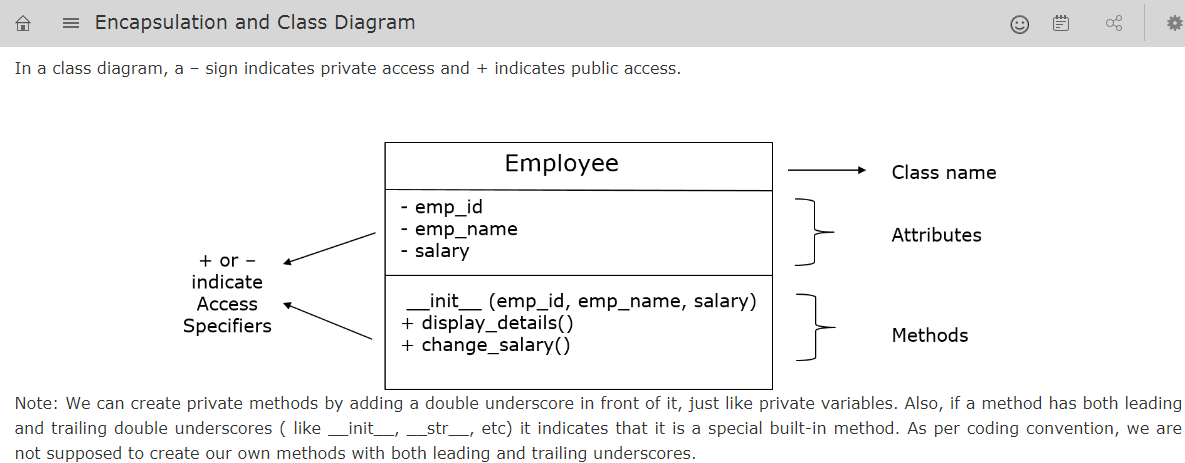 Encapsulation and Class Diagram
In a class diagram, a – sign indicates private access and + indicates public access.
Employee
Class name
- emp_id
- emp_name
- salary
Attributes
+ or –
indicate
Access
Specifiers
__init__ (emp_id, emp_name, salary)
+ display_details()
+ change_salary()
Methods
Note: We can create private methods by adding a double underscore in front of it, just like private variables. Also, if a method has both leading
and trailing double underscores ( like __init__, __str__, etc) it indicates that it is a special built-in method. As per coding convention, we are
not supposed to create our own methods with both leading and trailing underscores.